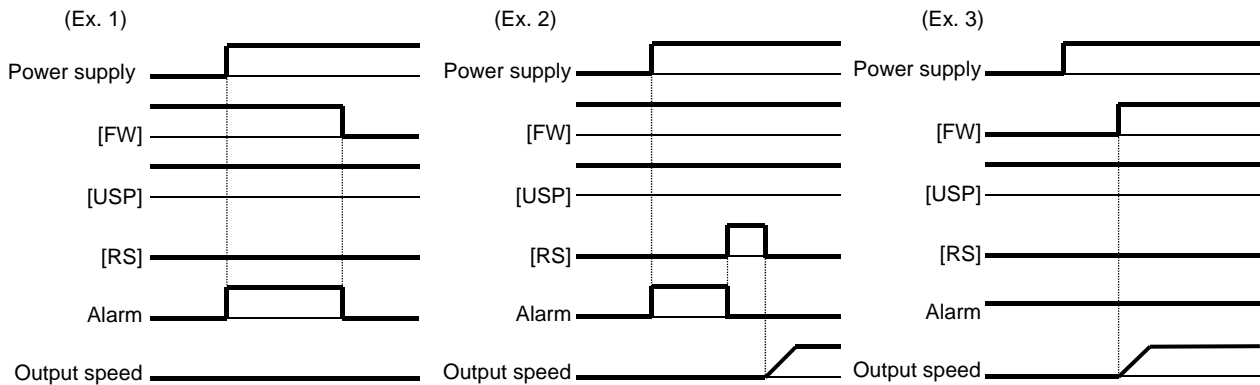 (Ex. 1)
Power supply
[FW]
[USP]
[RS]
Alarm
Output speed
(Ex. 2)
Power supply
[FW]
[USP]
[RS]
Alarm
Output speed
(Ex. 3)
Power supply
[FW]
[USP]
[RS]
Alarm
Output speed